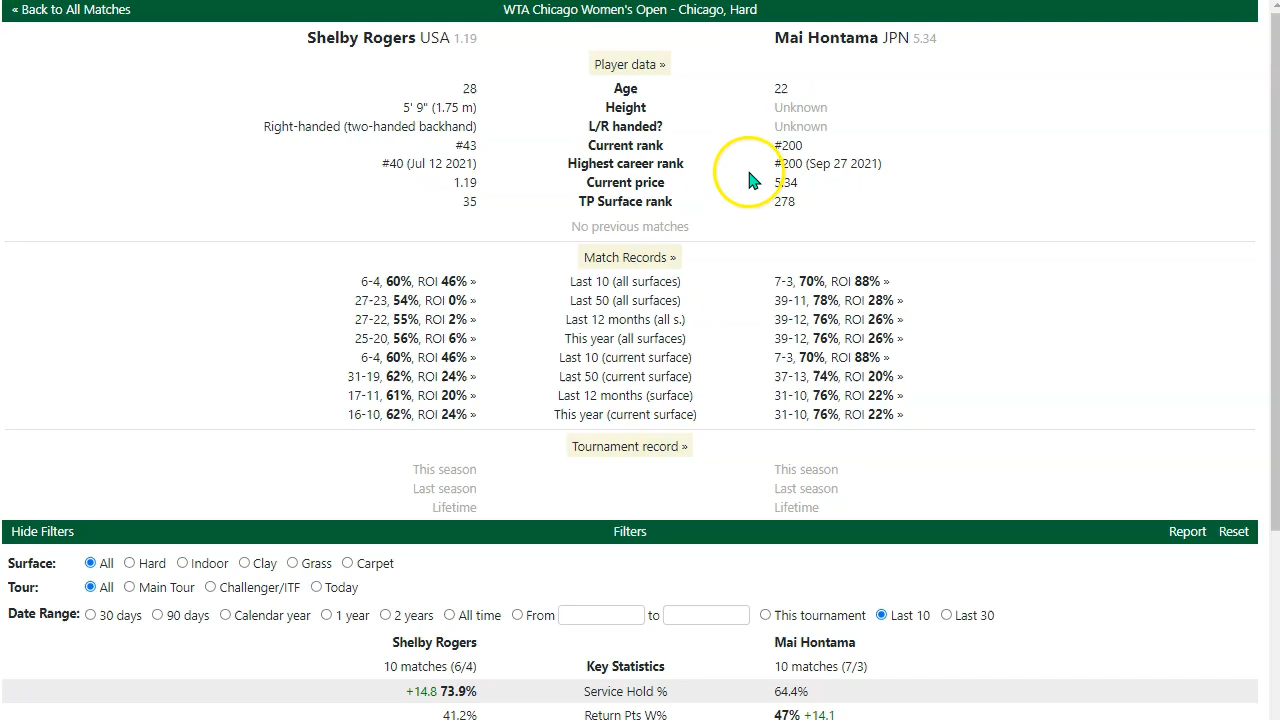 « Back to All Matches WTA Chicago Women's Open - Chicago, Hard
Shelby Rogers USA 1.19 Mai Hontama JPN 5.34
Player data »
28 Age 22
5' 9" (1.75 m) Height Unknown
Right-handed (two-handed backhand) L/R handed? Unknown
#43 Current rank #200
#40 (Jul 12 2021) Highest career rank #200 (Sep 27 2021)
1.19 Current price 5.34
35 TP Surface rank 278
No previous matches
Match Records »
6-4, 60%, ROI 46% » Last 10 (all surfaces) 7-3, 70%, ROI 88% »
27-23, 54%, ROI 0% » Last 50 (all surfaces) 39-11, 78%, ROI 28% »
27-22, 55%, ROI 2% » Last 12 months (all s.) 39-12, 76%, ROI 26% »
25-20, 56%, ROI 6% » This year (all surfaces) 39-12, 76%, ROI 26% »
6-4, 60%, ROI 46% » Last 10 (current surface) 7-3, 70%, ROI 88% »
31-19, 62%, ROI 24% » Last 50 (current surface) 37-13, 74%, ROI 20% »
17-11, 61%, ROI 20% » Last 12 months (surface) 31-10, 76%, ROI 22% »
16-10, 62%, ROI 24% » This year (current surface) 31-10, 76%, ROI 22% »
Tournament record »
This season This season
Last season Last season
Lifetime Lifetime
Hide Filters Filters Report Reset
Surface: All Hard Indoor Clay Grass Carpet
Tour: All Main Tour Challenger/ITF Today
Date Range: 30 days 90 days Calendar year 1 year 2 years All time From to This tournament Last 10 Last 30
Shelby Rogers Mai Hontama
10 matches (6/4) Key Statistics 10 matches (7/3)
+14.8 73.9% Service Hold % 64.4%
41.2% Return Pts W% 47% +14.1